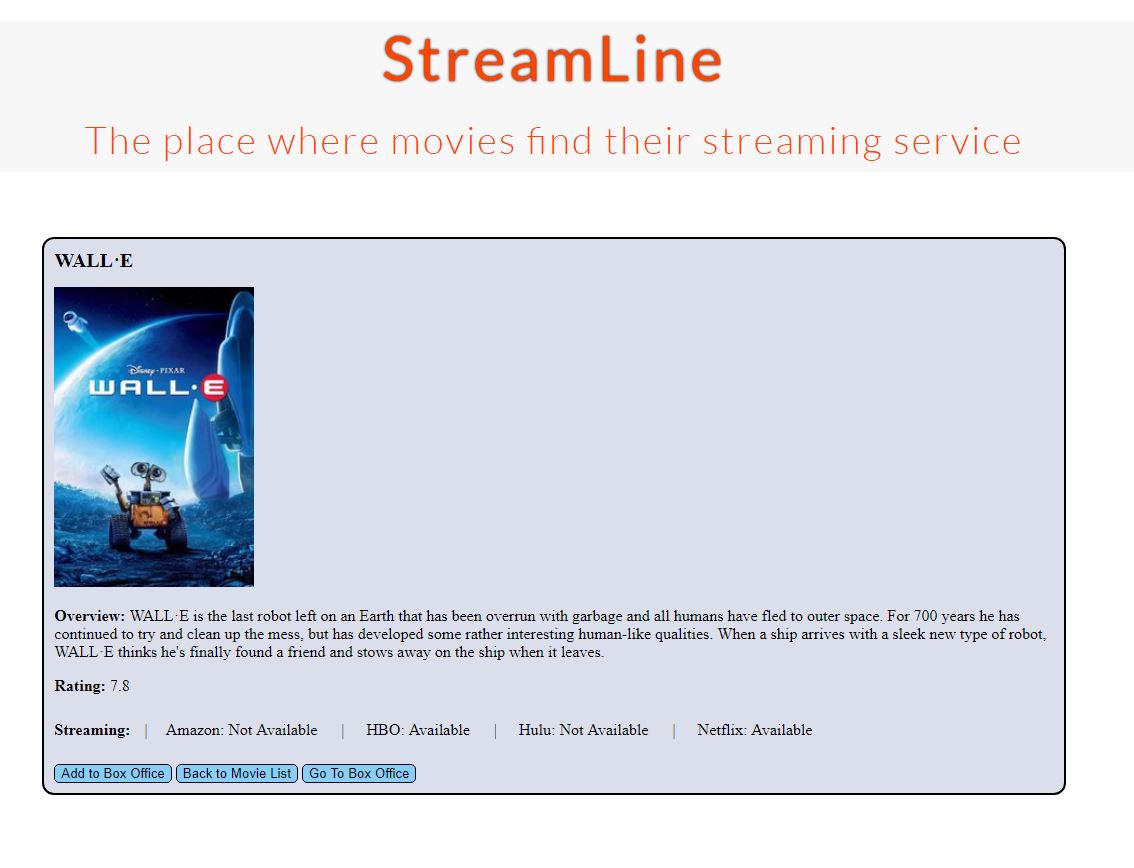 StreamLine
The place where movies find their streaming service
WALL·E
Disney·PIXAR
WALL·E
WALL·E
Overview: WALL·E is the last robot left on an Earth that has been overrun with garbage and all humans have fled to outer space. For 700 years he has
continued to try and clean up the mess, but has developed some rather interesting human-like qualities. When a ship arrives with a sleek new type of robot,
WALL·E thinks he's finally found a friend and stows away on the ship when it leaves.
Rating: 7.8
Streaming: | Amazon: Not Available | HBO: Available | Hulu: Not Available | Netflix: Available
Add to Box Office Back to Movie List Go To Box Office